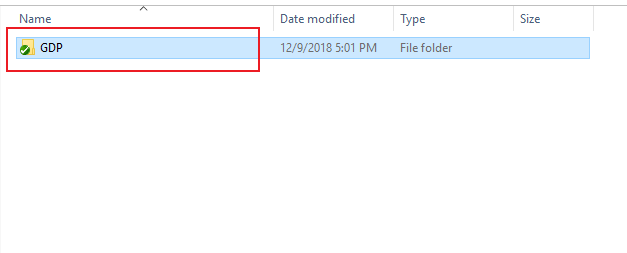 Name Date modified Type Size
GDP 12/9/2018 5:01 PM File folder